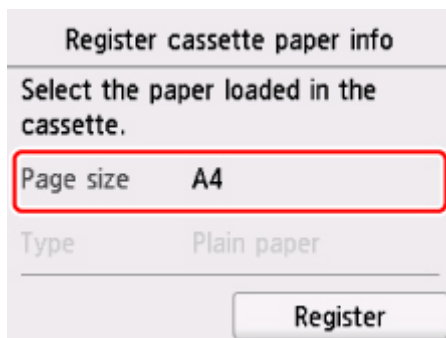 Register cassette paper info
Select the paper loaded in the
cassette.
Page size A4
Type Plain paper
Register